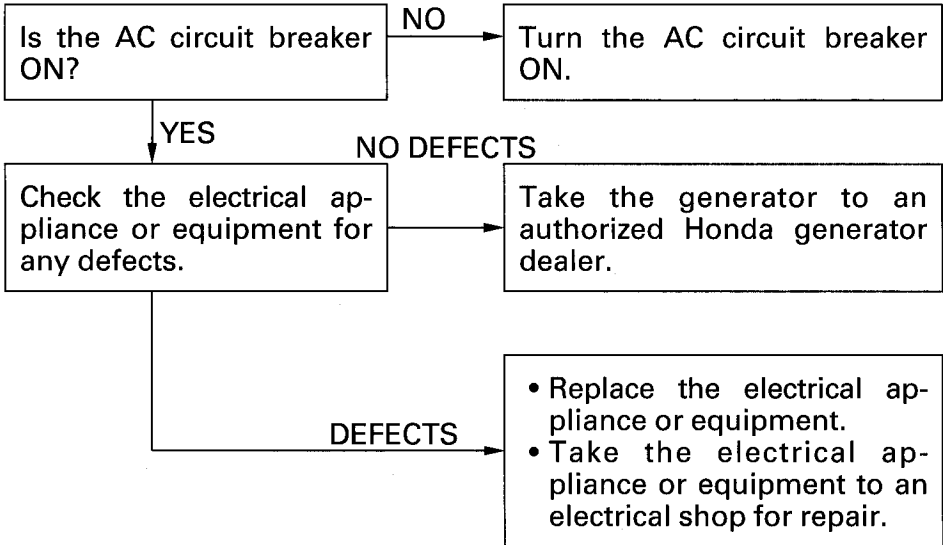 Is the AC circuit breaker
ON?
NO
Turn the AC circuit breaker
ON.
YES
NO DEFECTS
Check the electrical ap-
pliance or equipment for
any defects.
Take the generator to an
authorized Honda generator
dealer.
DEFECTS
• Replace the electrical ap-
pliance or equipment.
• Take the electrical ap-
pliance or equipment to an
electrical shop for repair.